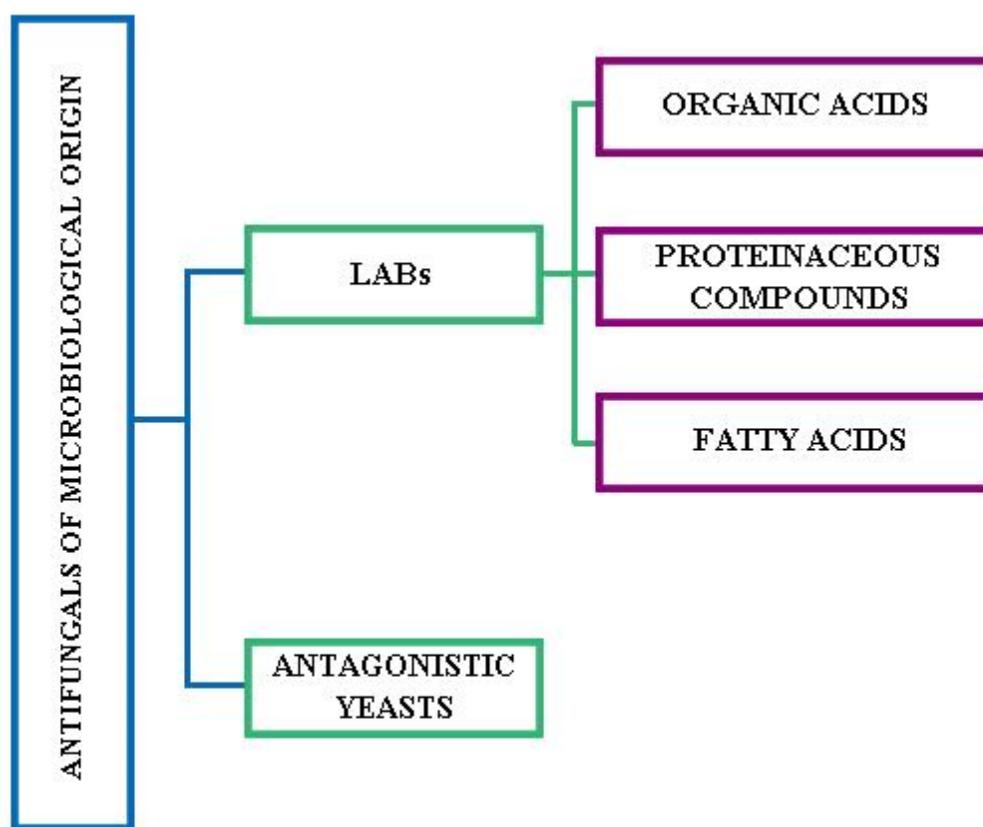 ANTIFUNGALS OF MICROBIOLOGICAL ORIGIN
LABs
ANTAGONISTIC
YEASTS
ORGANIC ACIDS
PROTEINACEOUS
COMPOUNDS
FATTY ACIDS